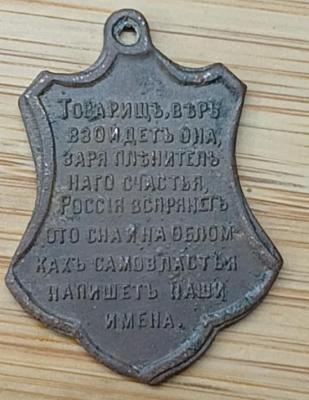 ТОВАРИЩЪ, ВѢРЬ
ВЗОЙДЕТЪ ОНА,
ЗАРЯ ПЛѢНИТЕЛЬ
НАГО СЧАСТЬЯ,
РОССІЯ ВСПРЯНЕТЪ
ОТО СНА И НА ОБЛОМ
КАХЪ САМОВЛАСТЬЯ
НАПИШЕТЪ НАШИ
ИМЕНА.